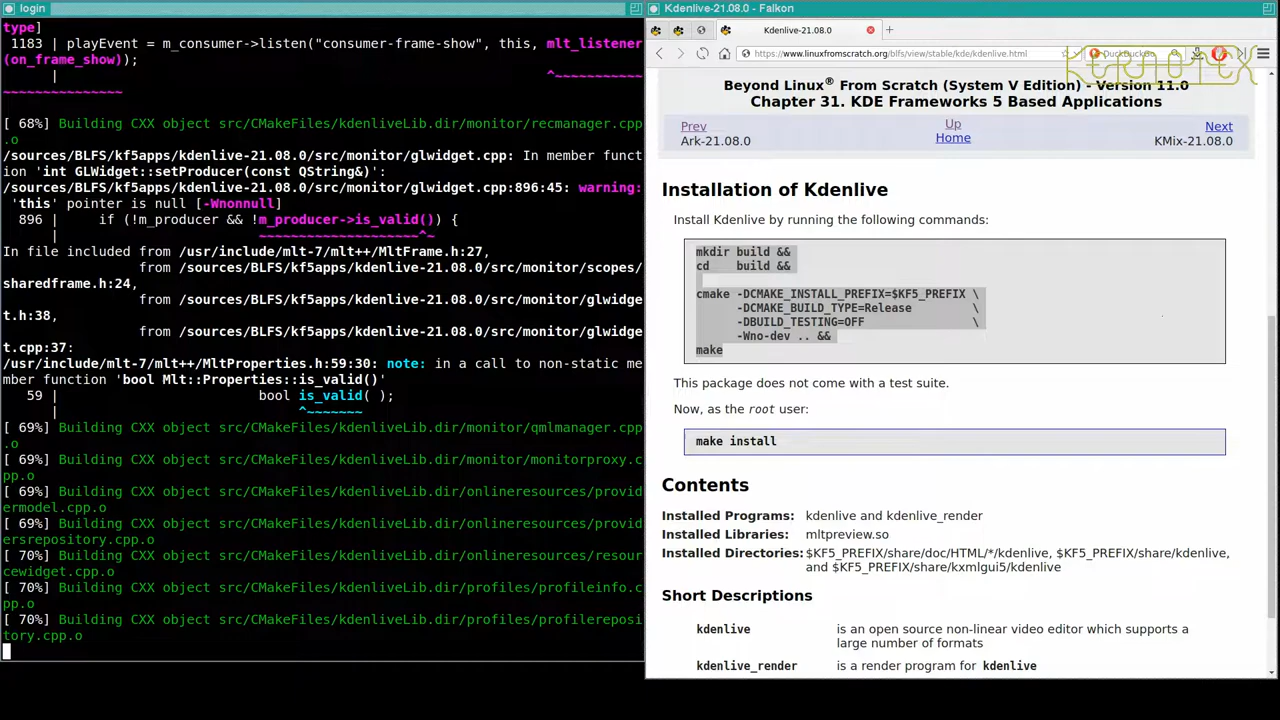 login
type]
1183 | playEvent = m_consumer->listen("consumer-frame-show", this, mlt_listener
(on_frame_show));
| ^~~~~~~~~~~~
~~~~~~~~~~~~~~~
[ 68%] Building CXX object src/CMakeFiles/kdenliveLib.dir/monitor/recmanager.cpp
.o
/sources/BLFS/kf5apps/kdenlive-21.08.0/src/monitor/glwidget.cpp: In member funct
ion 'int GLWidget::setProducer(const QString&)':
/sources/BLFS/kf5apps/kdenlive-21.08.0/src/monitor/glwidget.cpp:896:45: warning:
'this' pointer is null [-Wnonnull]
896 | if (!m_producer && !m_producer->is_valid()) {
| ~~~~~~~~~~~~~~~~~~~~^~
In file included from /usr/include/mlt-7/mlt++/MltFrame.h:27,
from /sources/BLFS/kf5apps/kdenlive-21.08.0/src/monitor/scopes/
sharedframe.h:24,
from /sources/BLFS/kf5apps/kdenlive-21.08.0/src/monitor/glwidge
t.h:38,
from /sources/BLFS/kf5apps/kdenlive-21.08.0/src/monitor/glwidge
t.cpp:37:
/usr/include/mlt-7/mlt++/MltProperties.h:59:30: note: in a call to non-static me
mber function 'bool Mlt::Properties::is_valid()'
59 | bool is_valid( );
| ^~~~~~~~
[ 69%] Building CXX object src/CMakeFiles/kdenliveLib.dir/monitor/qmlmanager.cpp
.o
[ 69%] Building CXX object src/CMakeFiles/kdenliveLib.dir/monitor/monitorproxy.c
pp.o
[ 69%] Building CXX object src/CMakeFiles/kdenliveLib.dir/onlineresources/provid
ermodel.cpp.o
[ 69%] Building CXX object src/CMakeFiles/kdenliveLib.dir/onlineresources/provid
ersrepository.cpp.o
[ 70%] Building CXX object src/CMakeFiles/kdenliveLib.dir/onlineresources/resour
cewidget.cpp.o
[ 70%] Building CXX object src/CMakeFiles/kdenliveLib.dir/profiles/profileinfo.c
pp.o
[ 70%] Building CXX object src/CMakeFiles/kdenliveLib.dir/profiles/profilereposi
tory.cpp.o
Kdenlive-21.08.0 - Falkon
Kdenlive-21.08.0
https://www.linuxfromscratch.org/blfs/view/stable/kde/kdenlive.html
DuckDuckGo
KERNOTEX
Beyond Linux® From Scratch (System V Edition) - Version 11.0
Chapter 31. KDE Frameworks 5 Based Applications
Prev Up Next
Ark-21.08.0 Home KMix-21.08.0
Installation of Kdenlive
Install Kdenlive by running the following commands:
mkdir build &&
cd build &&
cmake -DCMAKE_INSTALL_PREFIX=$KF5_PREFIX \
-DCMAKE_BUILD_TYPE=Release \
-DBUILD_TESTING=OFF \
-Wno-dev .. &&
make
This package does not come with a test suite.
Now, as the root user:
make install
Contents
Installed Programs: kdenlive and kdenlive_render
Installed Libraries: mltpreview.so
Installed Directories: $KF5_PREFIX/share/doc/HTML/*/kdenlive, $KF5_PREFIX/share/kdenlive,
and $KF5_PREFIX/share/kxmlgui5/kdenlive
Short Descriptions
kdenlive is an open source non-linear video editor which supports a
large number of formats
kdenlive_render is a render program for kdenlive